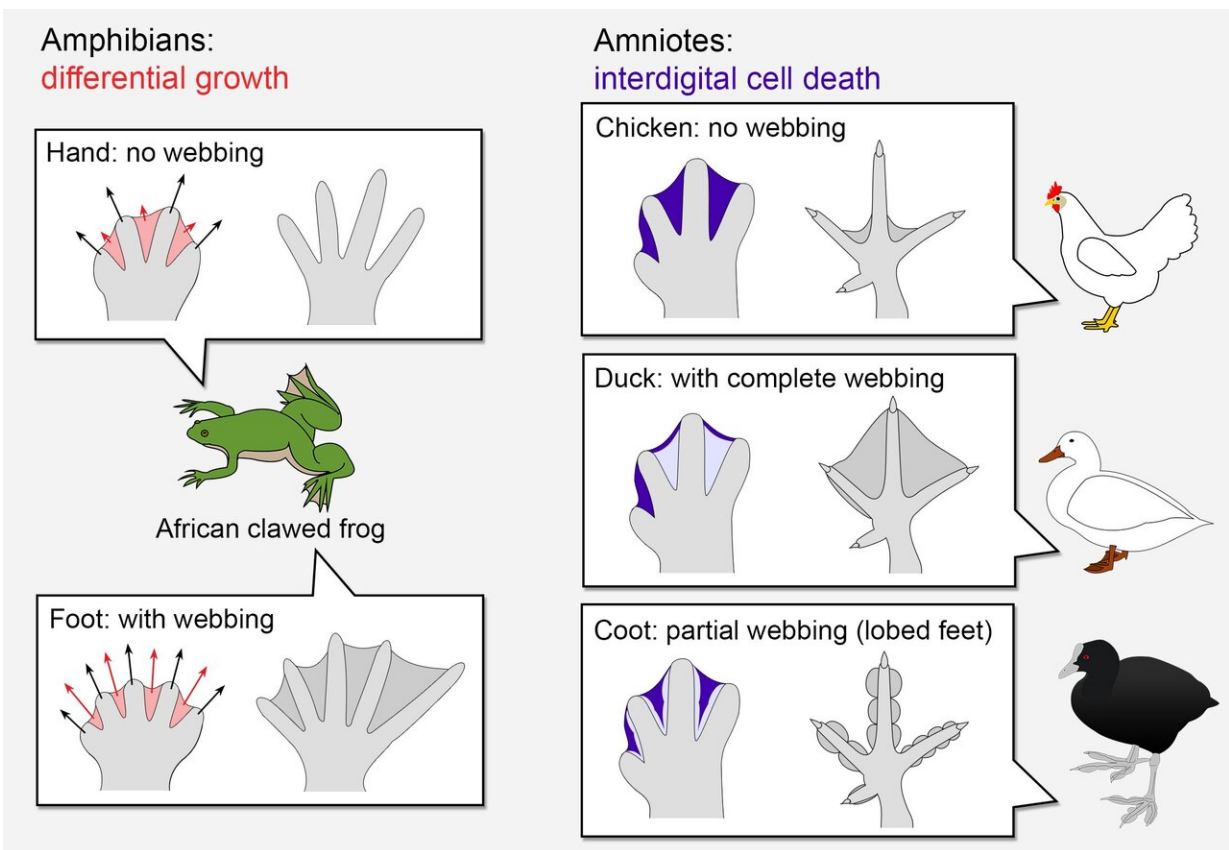 Amphibians:
differential growth
Hand: no webbing
African clawed frog
Foot: with webbing
Amniotes:
interdigital cell death
Chicken: no webbing
Duck: with complete webbing
Coot: partial webbing (lobed feet)